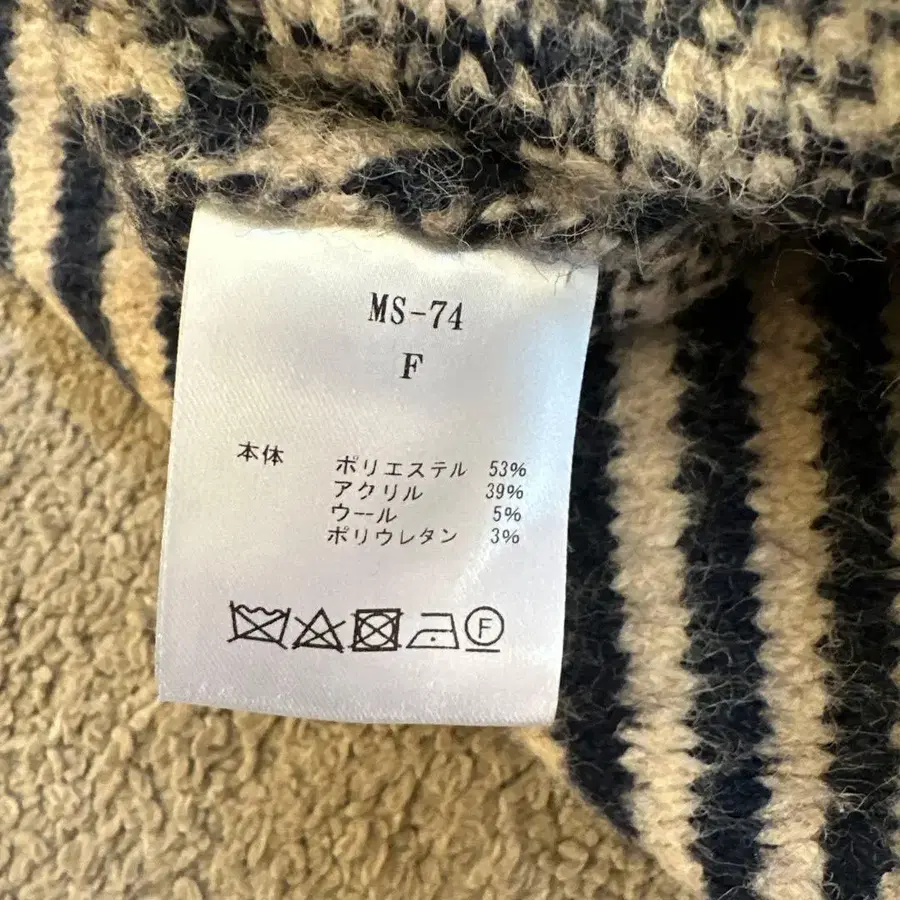 MS-74
F
本体 ポリエステル 53%
アクリル 39%
ウール 5%
ポリウレタン 3%
F